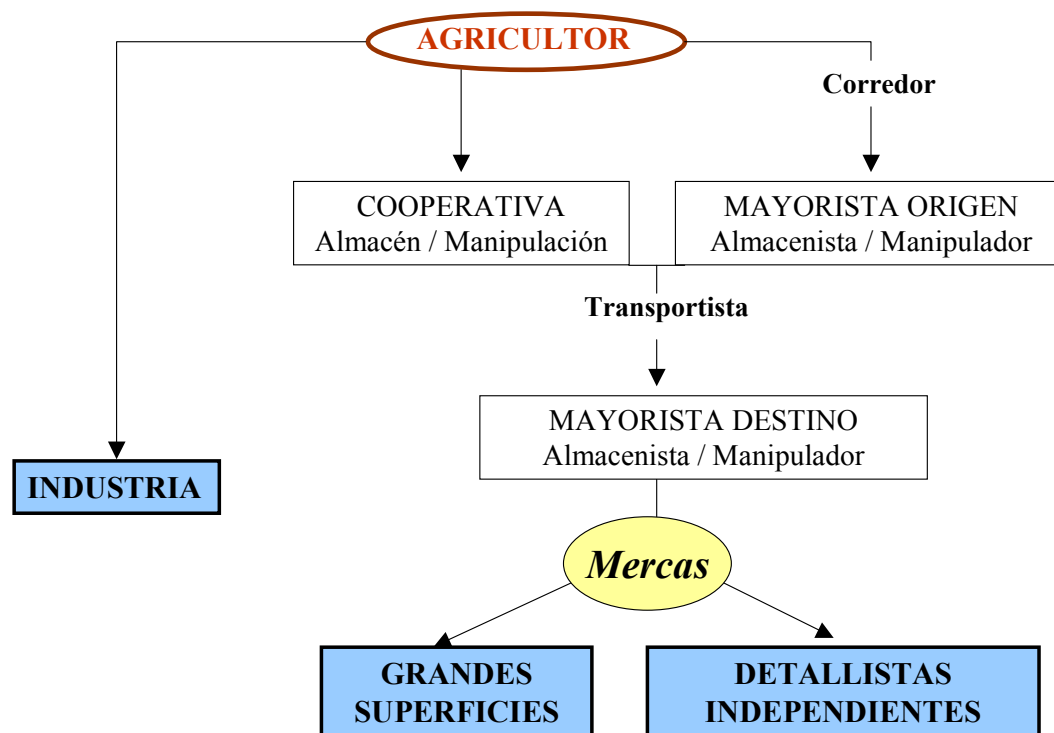 AGRICULTOR
Corredor
COOPERATIVA
Almacén / Manipulación
MAYORISTA ORIGEN
Almacenista / Manipulador
Transportista
MAYORISTA DESTINO
Almacenista / Manipulador
INDUSTRIA
Mercas
GRANDES
SUPERFICIES
DETALLISTAS
INDEPENDIENTES